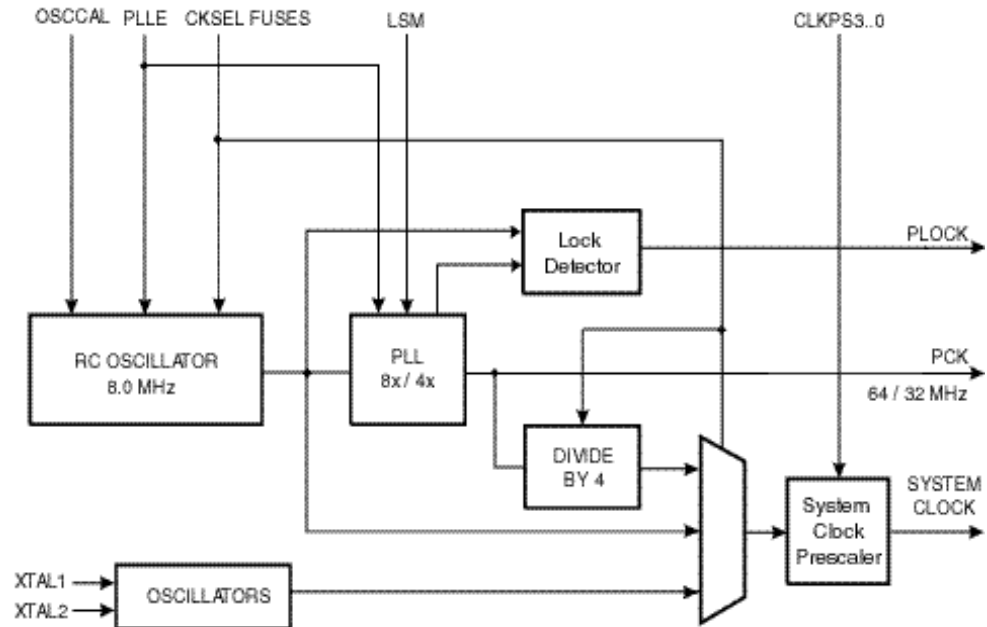 OSCCAL PLLE CKSEL FUSES LSM CLKPS3..0
Lock
Detector
PLOCK
RC OSCILLATOR
8.0 MHz
PLL
8x / 4x
PCK
64 / 32 MHz
DIVIDE
BY 4
System
Clock
Prescaler
SYSTEM
CLOCK
XTAL1
XTAL2
OSCILLATORS